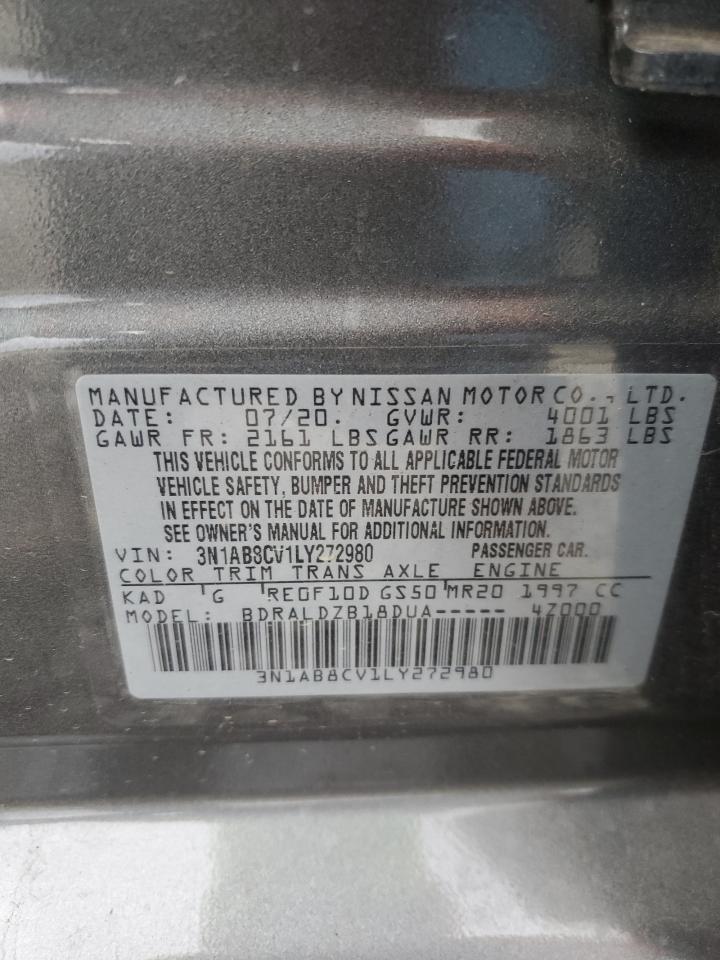 MANUFACTURED BY NISSAN MOTOR CO., LTD.
DATE: 07/20. GVWR: 4001 LBS
GAWR FR: 2161 LBS GAWR RR: 1863 LBS
THIS VEHICLE CONFORMS TO ALL APPLICABLE FEDERAL MOTOR
VEHICLE SAFETY, BUMPER AND THEFT PREVENTION STANDARDS
IN EFFECT ON THE DATE OF MANUFACTURE SHOWN ABOVE.
SEE OWNER'S MANUAL FOR ADDITIONAL INFORMATION.
VIN: 3N1AB8CV1LY272980 PASSENGER CAR.
COLOR TRIM TRANS AXLE ENGINE
KAD G RE0F10D GS50 MR20 1997 CC
MODEL: BDRALDZB18DUA----- 4Z000
3N1AB8CV1LY272980